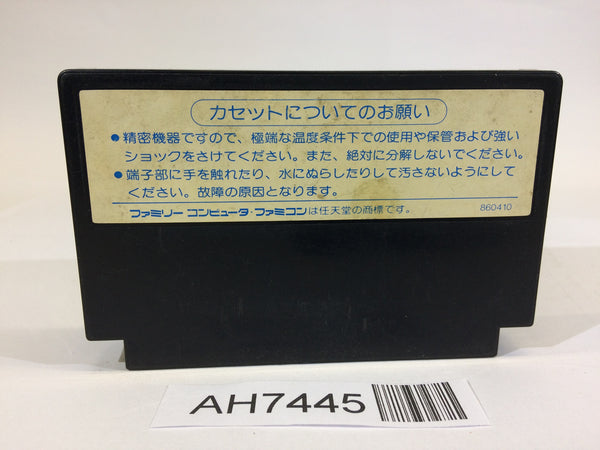 カセットについてのお願い
●精密機器ですので、極端な温度条件下での使用や保管および強い
ショックをさけてください。また、絶対に分解しないでください。
●端子部に手を触れたり、水にぬらしたりして汚さないようにして
ください。故障の原因となります。
ファミリーコンピュータ・ファミコンは任天堂の商標です。 860410
AH7445